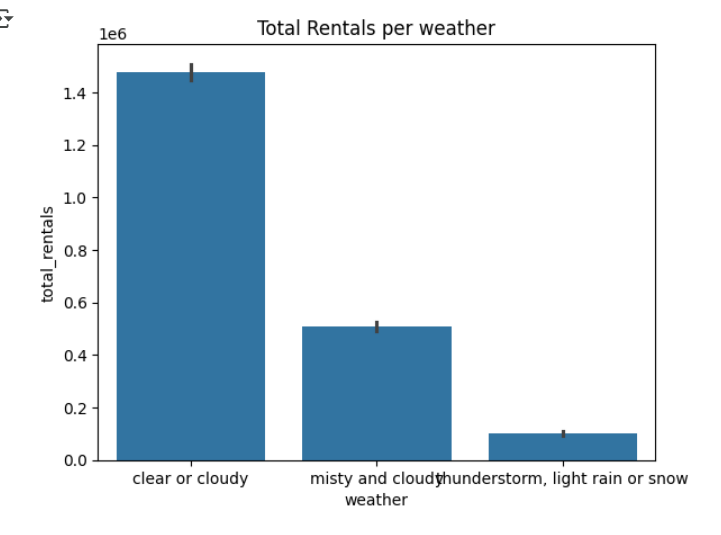 Total Rentals per weather
1e6
1.4
1.2
1.0
0.8
0.6
0.4
0.2
0.0
total_rentals
clear or cloudy
misty and cloudy
thunderstorm, light rain or snow
weather